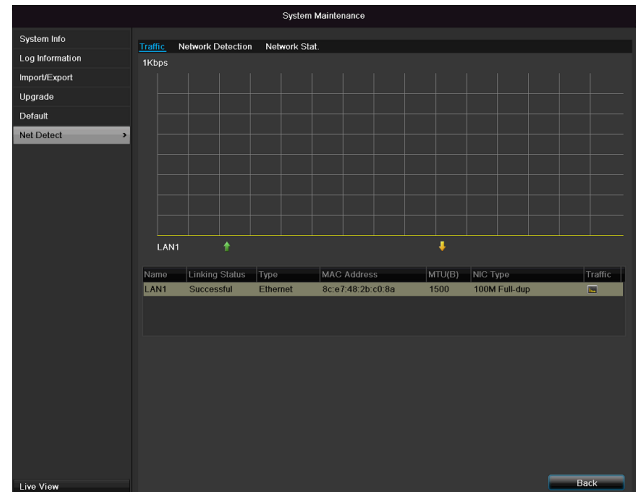 System Maintenance
System Info
Log Information
Import/Export
Upgrade
Default
Net Detect >
Traffic Network Detection Network Stat.
1Kbps
LAN1
Name Linking Status Type MAC Address MTU(B) NIC Type Traffic
LAN1 Successful Ethernet 8c:e7:48:2b:c0:8a 1500 100M Full-dup
Live View
Back